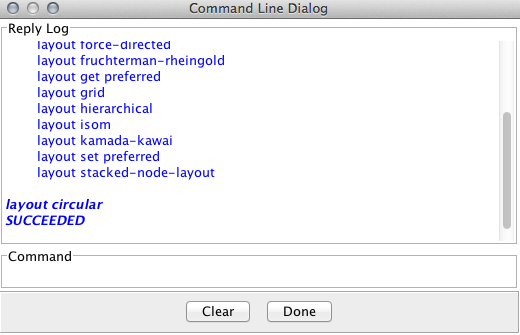 Command Line Dialog
Reply Log
layout force-directed
layout fruchterman-rheingold
layout get preferred
layout grid
layout hierarchical
layout isom
layout kamada-kawai
layout set preferred
layout stacked-node-layout
layout circular
SUCCEEDED
Command
Clear
Done